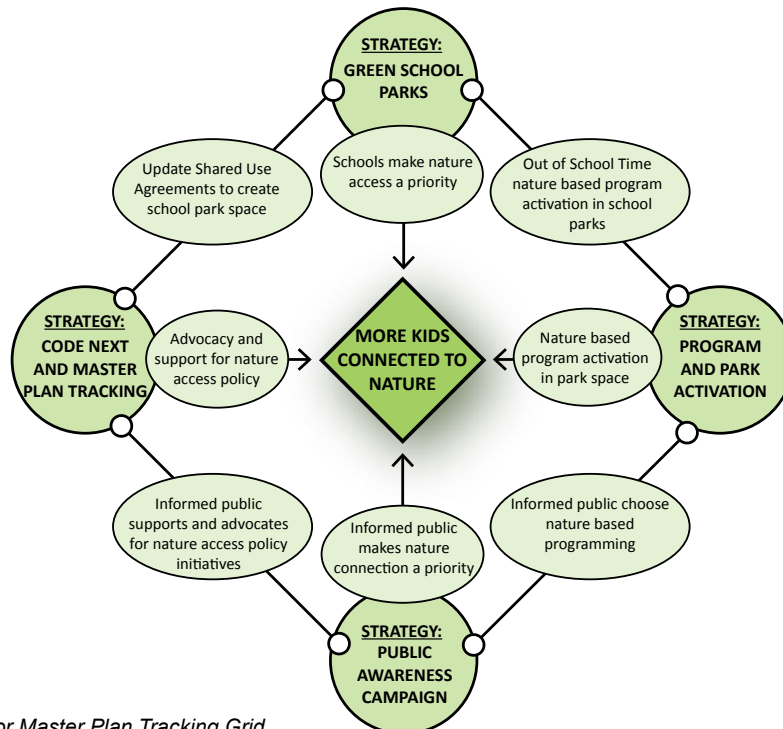 STRATEGY:
GREEN SCHOOL
PARKS
Schools make nature
access a priority
Update Shared Use
Agreements to create
school park space
Out of School Time
nature based program
activation in school
parks
STRATEGY:
CODE NEXT
AND MASTER
PLAN TRACKING
Advocacy and
support for nature
access policy
MORE KIDS
CONNECTED TO
NATURE
Nature based
program activation
in park space
STRATEGY:
PROGRAM
AND PARK
ACTIVATION
Informed public
supports and advocates
for nature access policy
initiatives
Informed public
makes nature
connection a priority
Informed public choose
nature based
programming
STRATEGY:
PUBLIC
AWARENESS
CAMPAIGN
or Master Plan Tracking Grid